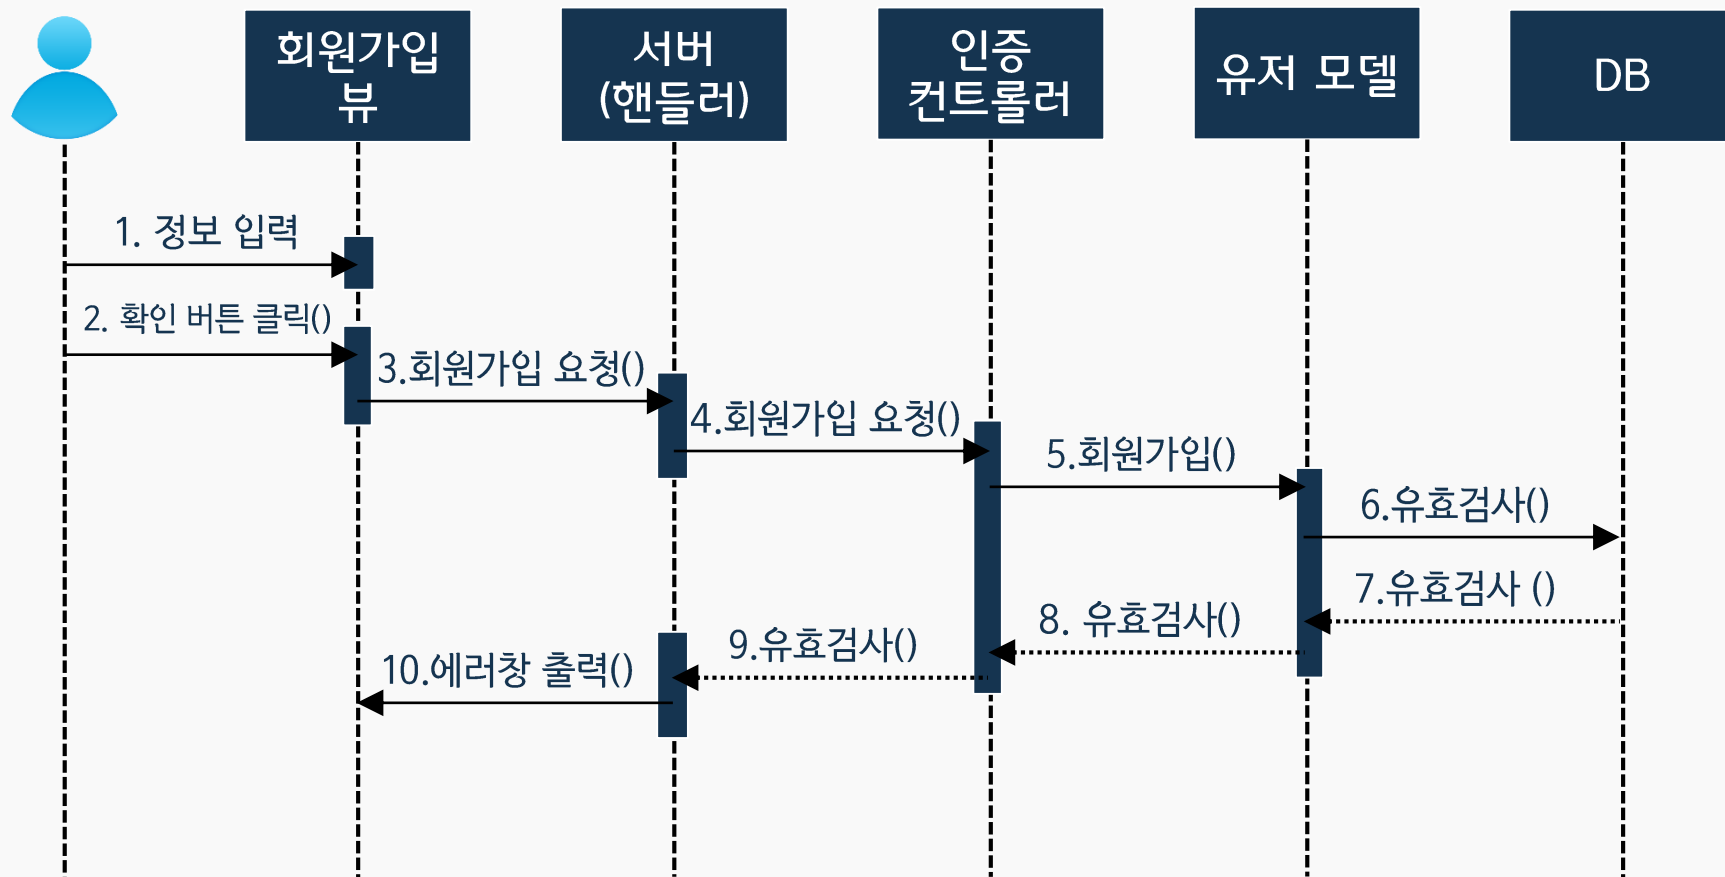 회원가입
뷰
서버
(핸들러)
인증
컨트롤러
유저 모델
DB
1. 정보 입력
2. 확인 버튼 클릭()
3.회원가입 요청()
4.회원가입 요청()
5.회원가입()
6.유효검사()
7.유효검사 ()
8. 유효검사()
9.유효검사()
10.에러창 출력()